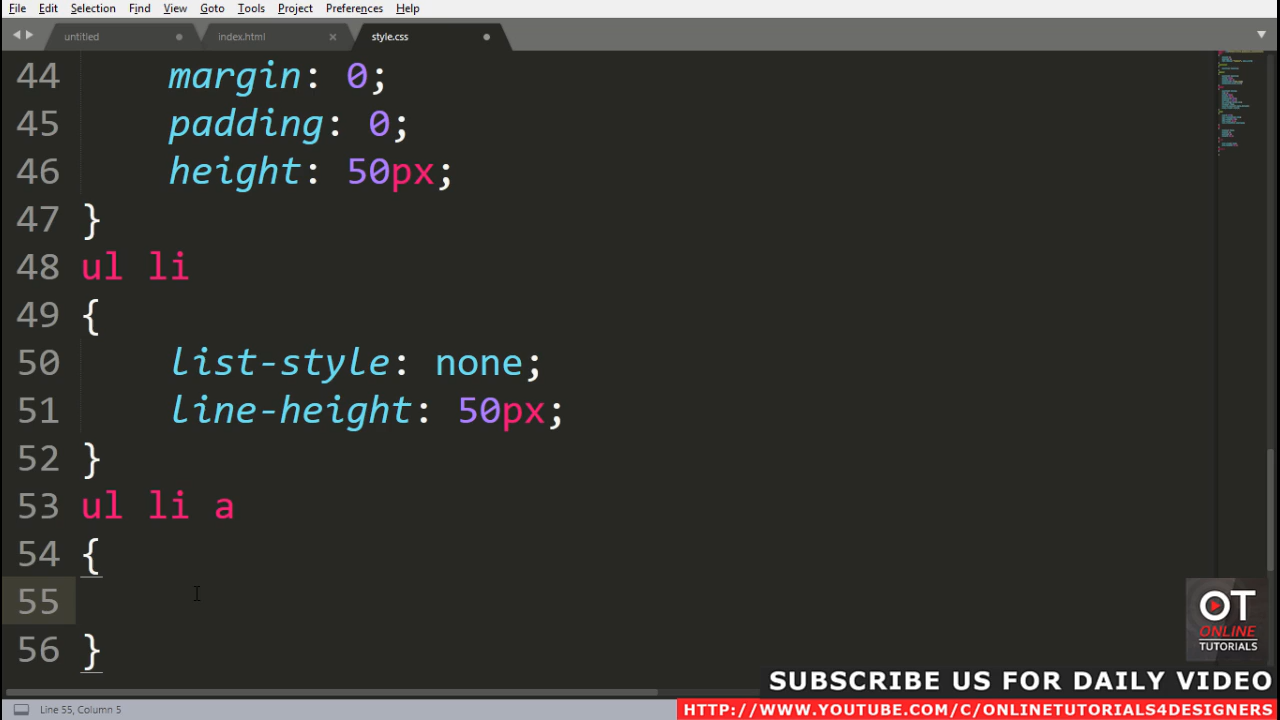 File Edit Selection Find View Goto Tools Project Preferences Help
untitled index.html style.css
44 margin: 0;
45 padding: 0;
46 height: 50px;
47 }
48 ul li
49 {
50 list-style: none;
51 line-height: 50px;
52 }
53 ul li a
54 {
55
56 }
OT
ONLINE
TUTORIALS
SUBSCRIBE US FOR DAILY VIDEO
HTTP://WWW.YOUTUBE.COM/C/ONLINETUTORIALS4DESIGNERS
Line 55, Column 5